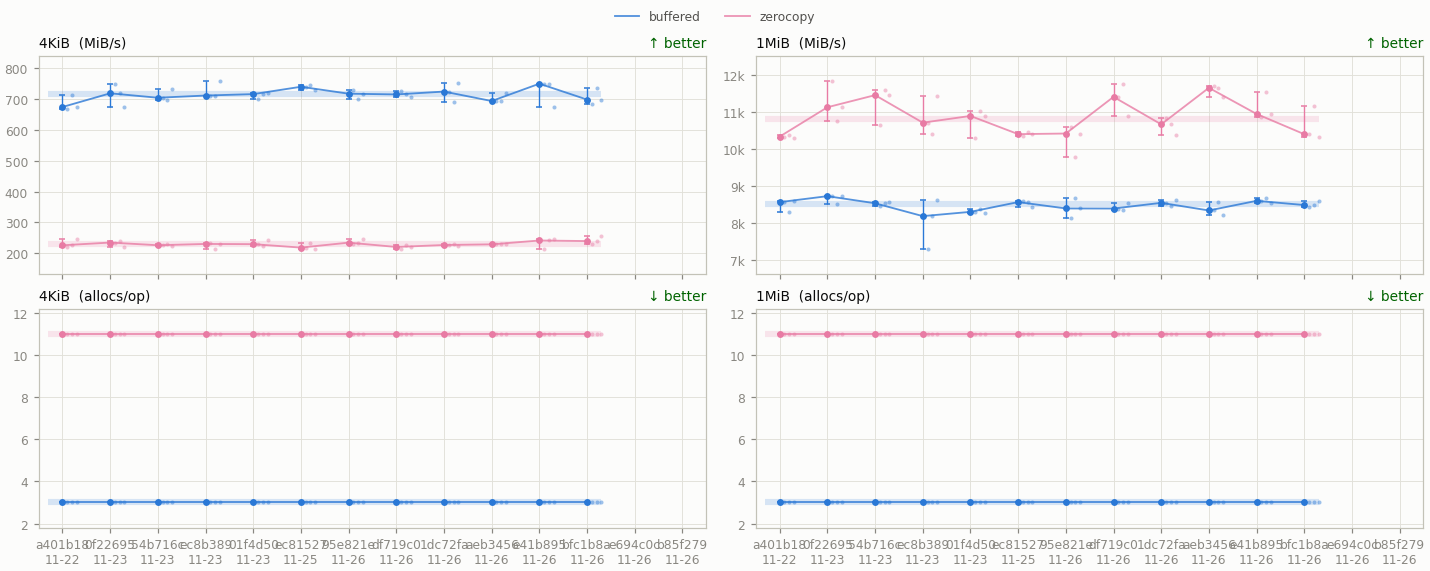 buffered zerocopy
4KiB (MiB/s) ↑ better
800
700
600
500
400
300
200
1MiB (MiB/s) ↑ better
12k
11k
10k
9k
8k
7k
4KiB (allocs/op) ↓ better
12
10
8
6
4
2
a401b18 0f22695 54b716c ec8b389 01f4d50 ec81527 95e821e df719c0 1dc72fa aeb3456 641b895 b85f279
11-22 11-23 11-23 11-23 11-23 11-25 11-26 11-26 11-26 11-26 11-26 11-26 11-26 11-26
1MiB (allocs/op) ↓ better
12
10
8
6
4
2
a401b18 0f22695 54b716c ec8b389 01f4d50 ec81527 95e821e df719c0 1dc72fa aeb3456 641b895 b85f279
11-22 11-23 11-23 11-23 11-23 11-25 11-26 11-26 11-26 11-26 11-26 11-26 11-26 11-26